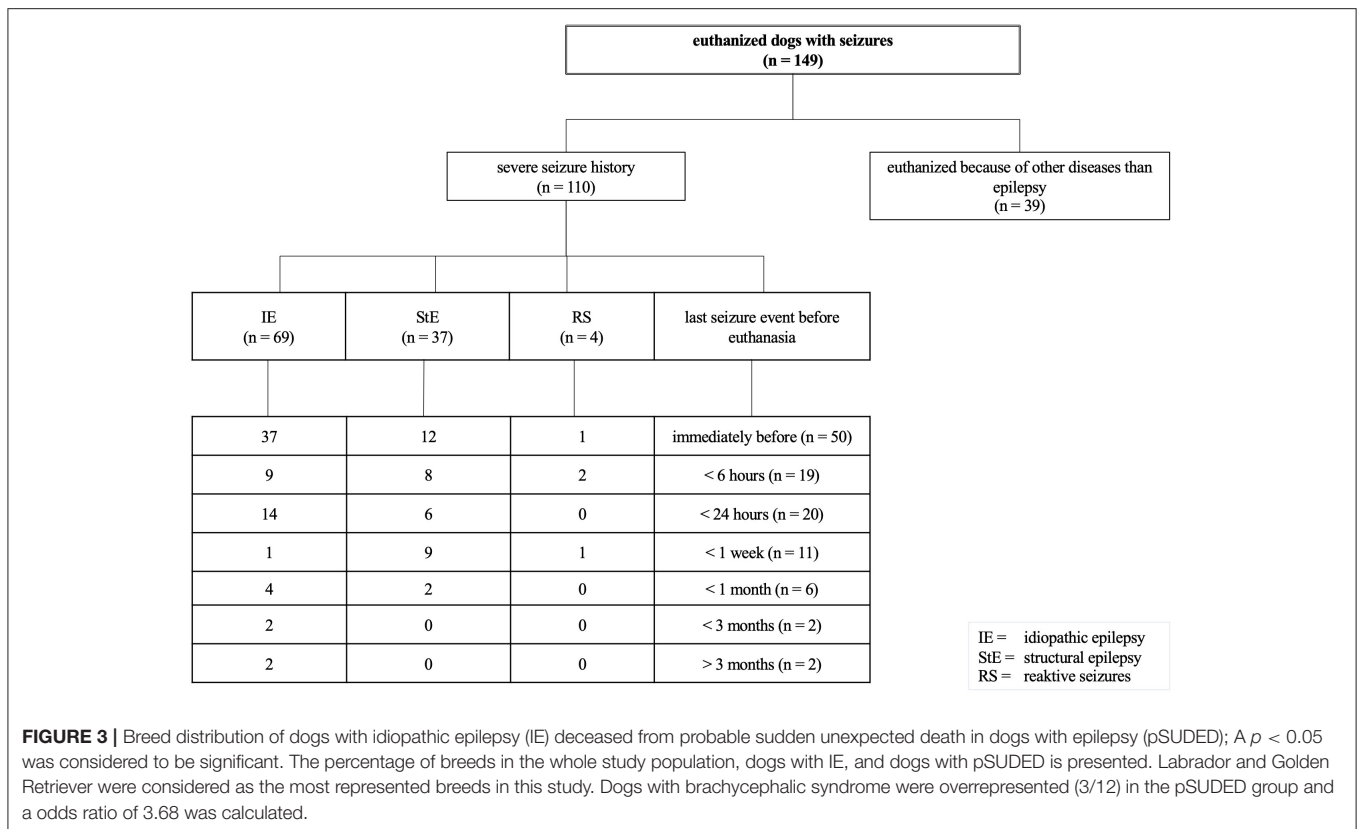 euthanized dogs with seizures
(n = 149)
severe seizure history
(n = 110)
euthanized because of other diseases than
epilepsy
(n = 39)
IE
(n = 69)
StE
(n = 37)
RS
(n = 4)
last seizure event before
euthanasia
37 12 1 immediately before (n = 50)
9 8 2 < 6 hours (n = 19)
14 6 0 < 24 hours (n = 20)
1 9 1 < 1 week (n = 11)
4 2 0 < 1 month (n = 6)
2 0 0 < 3 months (n = 2)
2 0 0 > 3 months (n = 2)
IE = idiopathic epilepsy
StE = structural epilepsy
RS = reaktive seizures
FIGURE 3 | Breed distribution of dogs with idiopathic epilepsy (IE) deceased from probable sudden unexpected death in dogs with epilepsy (pSUDED); A p < 0.05
was considered to be significant. The percentage of breeds in the whole study population, dogs with IE, and dogs with pSUDED is presented. Labrador and Golden
Retriever were considered as the most represented breeds in this study. Dogs with brachycephalic syndrome were overrepresented (3/12) in the pSUDED group and
a odds ratio of 3.68 was calculated.